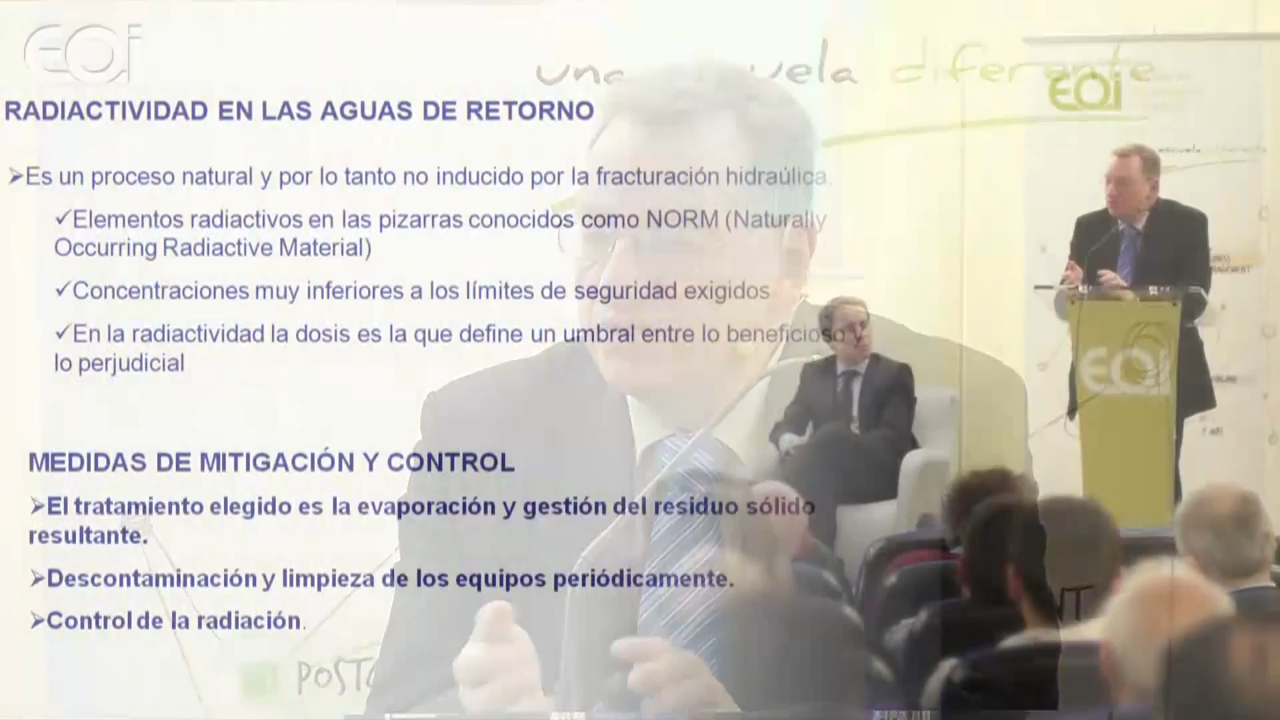 EOi
una diferente
EOi
RADIACTIVIDAD EN LAS AGUAS DE RETORNO
➢Es un proceso natural y por lo tanto no inducido por la fracturación hidraúlica.
✓Elementos radiactivos en las pizarras conocidos como NORM (Naturally
Occurring Radiactive Material)
✓Concentraciones muy inferiores a los límites de seguridad exigidos
✓En la radiactividad la dosis es la que define un umbral entre lo beneficioso y
lo perjudicial
EOi
MEDIDAS DE MITIGACIÓN Y CONTROL
➢El tratamiento elegido es la evaporación y gestión del residuo sólido
resultante.
➢Descontaminación y limpieza de los equipos periódicamente.
➢Control de la radiación.